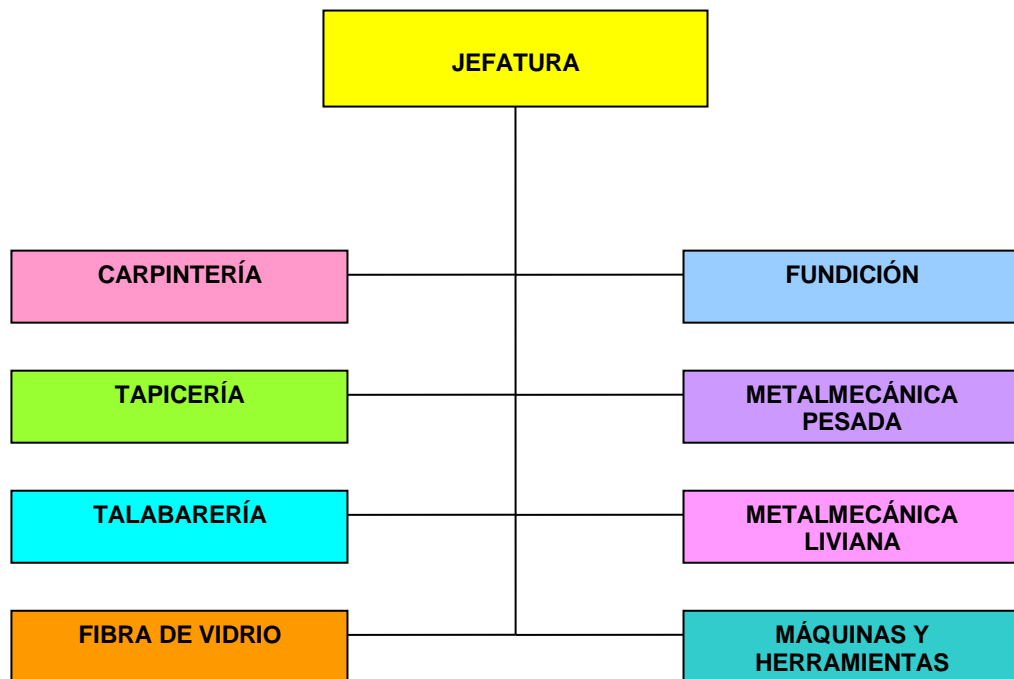 JEFATURA
CARPINTERÍA
FUNDICIÓN
TAPICERÍA
METALMECÁNICA
PESADA
TALABARERÍA
METALMECÁNICA
LIVIANA
FIBRA DE VIDRIO
MÁQUINAS Y
HERRAMIENTAS